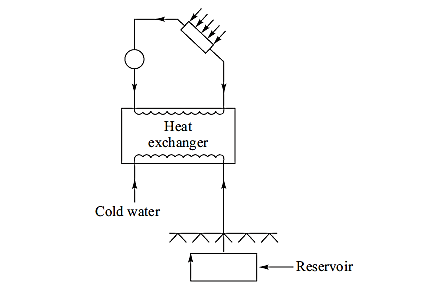 Heat
exchanger
Cold water
Reservoir